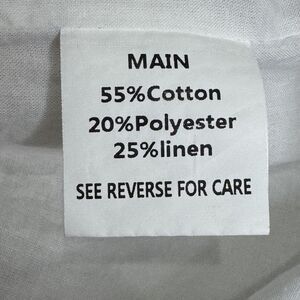 MAIN
55%Cotton
20%Polyester
25%linen
SEE REVERSE FOR CARE